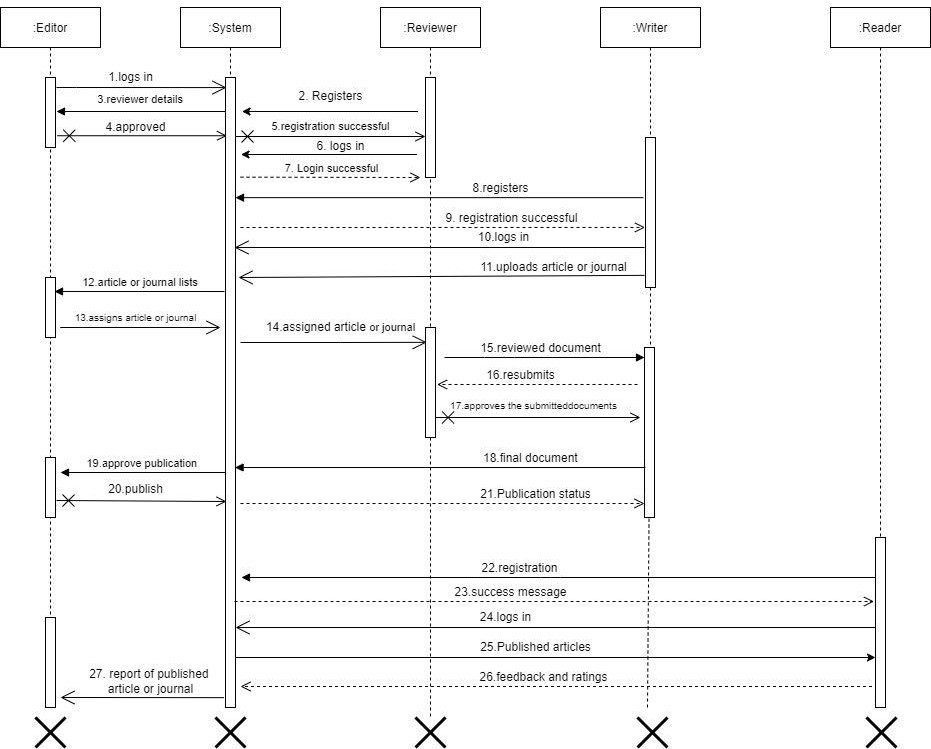 :Editor
:System
:Reviewer
:Writer
:Reader
1.logs in
2. Registers
3.reviewer details
4.approved
5.registration successful
6. logs in
7. Login successful
8.registers
9. registration successful
10.logs in
11.uploads article or journal
12.article or journal lists
13.assigns article or journal
14.assigned article or journal
15.reviewed document
16.resubmits
17.approves the submitteddocuments
18.final document
19.approve publication
20.publish
21.Publication status
22.registration
23.success message
24.logs in
25.Published articles
26.feedback and ratings
27. report of published
article or journal